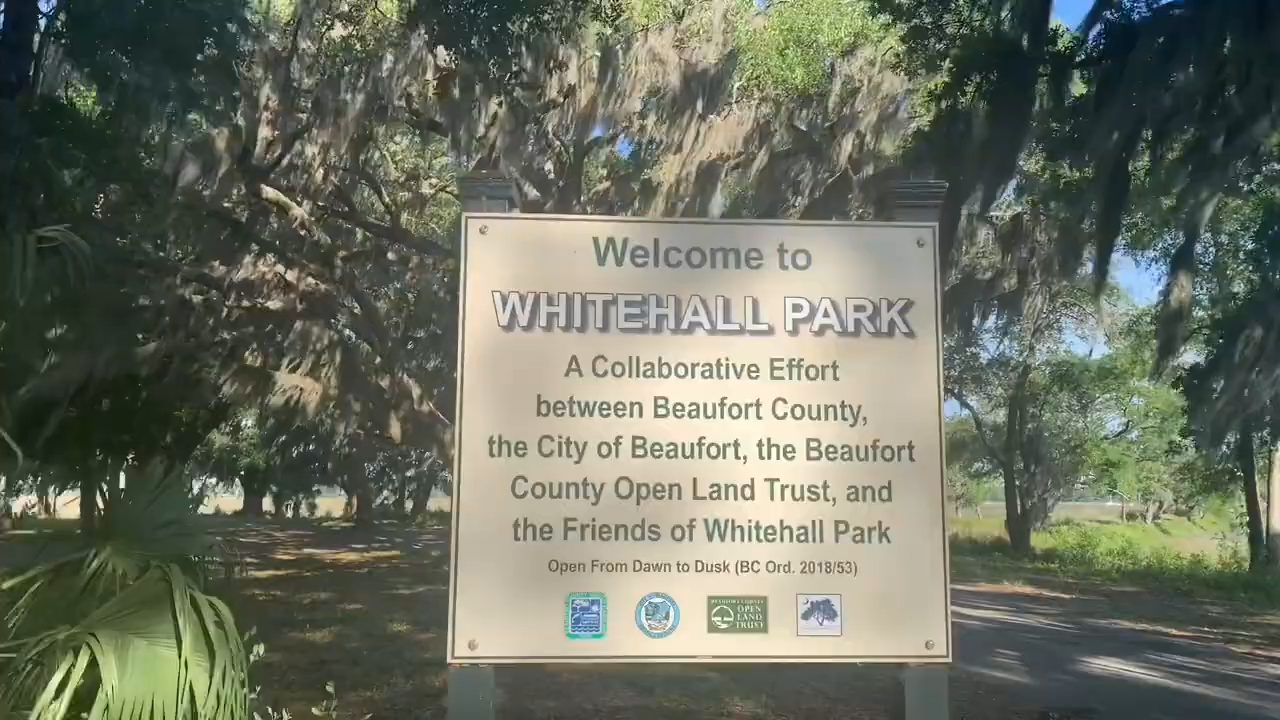 Welcome to
WHITEHALL PARK
A Collaborative Effort
between Beaufort County,
the City of Beaufort, the Beaufort
County Open Land Trust, and
the Friends of Whitehall Park
Open From Dawn to Dusk (BC Ord. 2018/53)
OPEN
LAND
TRUST